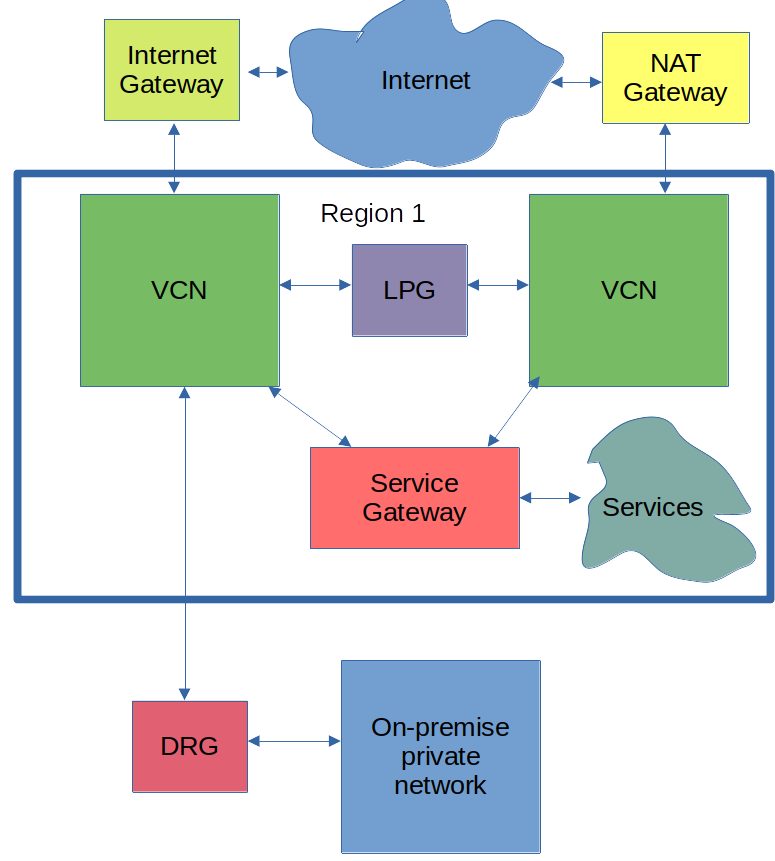 Internet
Gateway
Internet
NAT
Gateway
Region 1
VCN
LPG
VCN
Service
Gateway
Services
DRG
On-premise
private
network